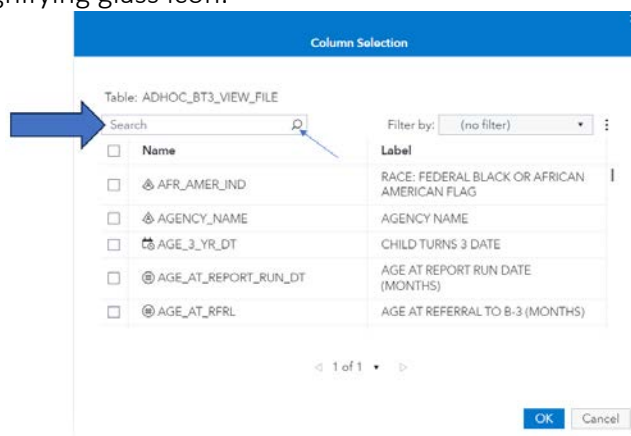 Column Selection
Table: ADHOC_BT3_VIEW_FILE
Search Filter by: (no filter)
Name Label
AFR_AMER_IND RACE: FEDERAL BLACK OR AFRICAN
AMERICAN FLAG
AGENCY_NAME AGENCY NAME
AGE_3_YR_DT CHILD TURNS 3 DATE
AGE_AT_REPORT_RUN_DT AGE AT REPORT RUN DATE
(MONTHS)
AGE_AT_RFRL AGE AT REFERRAL TO B-3 (MONTHS)
1 of 1
OK Cancel